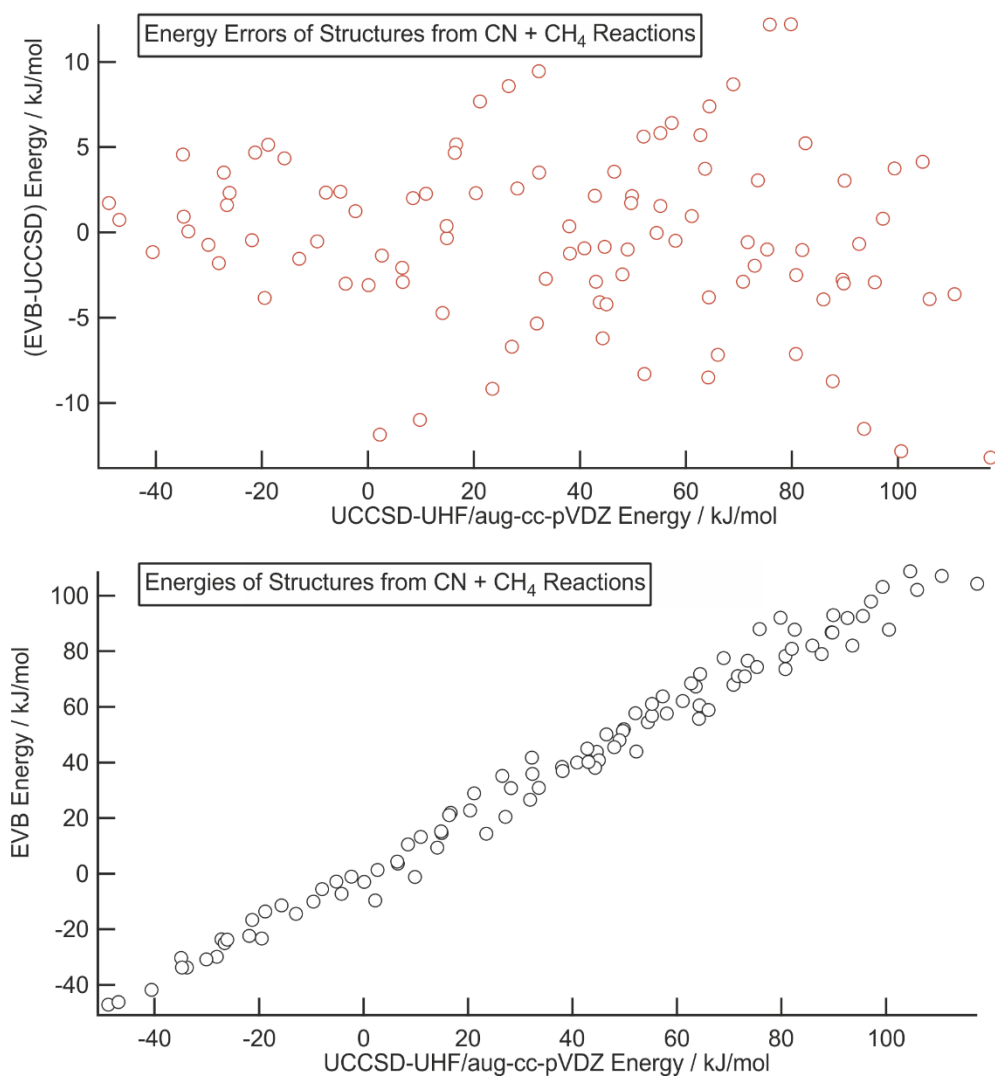 Energy Errors of Structures from CN + CH₄ Reactions
10
5
0
-5
-10
(EVB-UCCSD) Energy / kJ/mol
-40 -20 0 20 40 60 80 100
UCCSD-UHF/aug-cc-pVDZ Energy / kJ/mol
Energies of Structures from CN + CH₄ Reactions
100
80
60
40
20
0
-20
-40
EVB Energy / kJ/mol
-40 -20 0 20 40 60 80 100
UCCSD-UHF/aug-cc-pVDZ Energy / kJ/mol